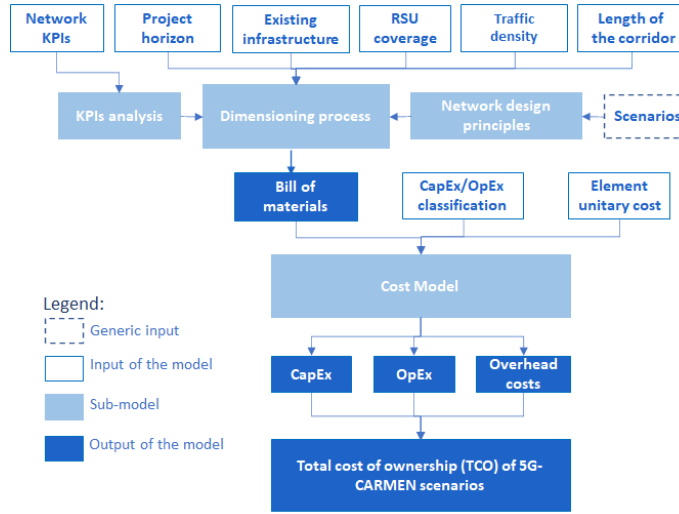 Network
KPIs
Project
horizon
Existing
infrastructure
RSU
coverage
Traffic
density
Length of
the corridor
KPIs analysis
Dimensioning process
Network design
principles
Scenarios
Bill of
materials
CapEx/OpEx
classification
Element
unitary cost
Cost Model
Legend:
Generic input
Input of the model
Sub-model
Output of the model
CapEx
OpEx
Overhead
costs
Total cost of ownership (TCO) of 5G-
CARMEN scenarios